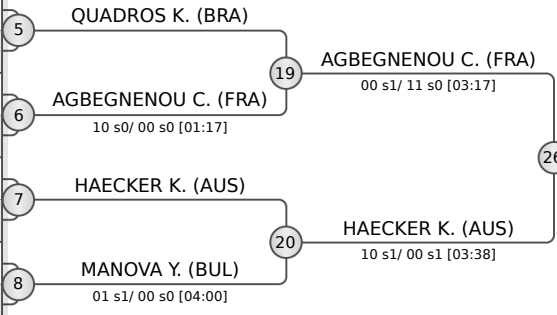 QUADROS K. (BRA)
5
19
AGBEGNENOU C. (FRA)
00 s1/ 11 s0 [03:17]
AGBEGNENOU C. (FRA)
6
10 s0/ 00 s0 [01:17]
26
HAECKER K. (AUS)
7
20
HAECKER K. (AUS)
10 s1/ 00 s1 [03:38]
MANOVA Y. (BUL)
8
01 s1/ 00 s0 [04:00]